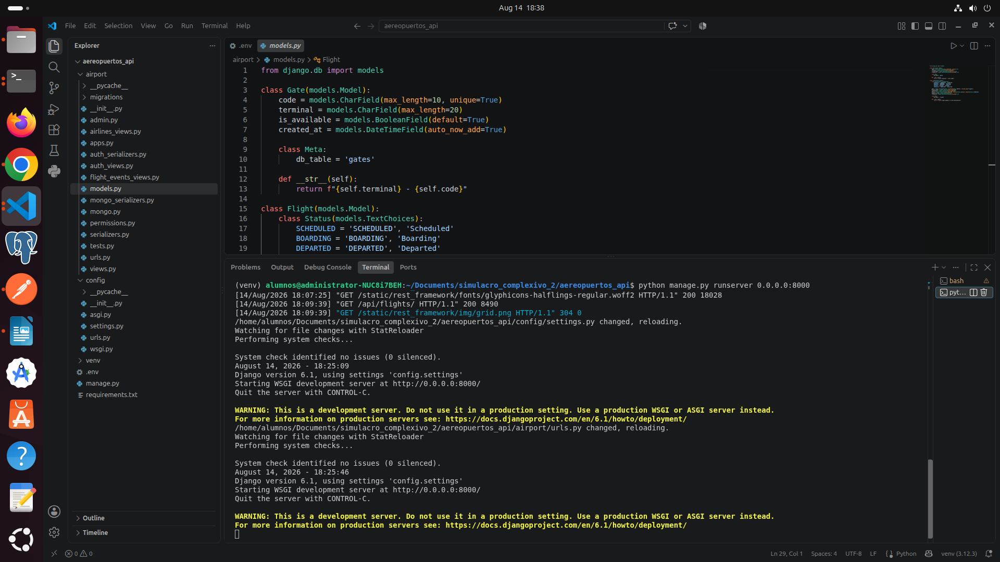 Aug 14 18:38
File Edit Selection View Go Run Terminal Help
aereopuertos_api
Explorer
aereopuertos_api
airport
__pycache__
migrations
__init__.py
admin.py
airlines_views.py
apps.py
auth_serializers.py
auth_views.py
flight_events_views.py
models.py
mongo_serializers.py
mongo.py
permissions.py
serializers.py
tests.py
urls.py
views.py
config
__pycache__
__init__.py
asgi.py
settings.py
urls.py
wsgi.py
venv
.env
manage.py
requirements.txt
Outline
Timeline
.env models.py
airport > models.py > Flight
1 from django.db import models
2
3 class Gate(models.Model):
4 code = models.CharField(max_length=10, unique=True)
5 terminal = models.CharField(max_length=20)
6 is_available = models.BooleanField(default=True)
7 created_at = models.DateTimeField(auto_now_add=True)
8
9 class Meta:
10 db_table = 'gates'
11
12 def __str__(self):
13 return f"{self.terminal} - {self.code}"
14
15 class Flight(models.Model):
16 class Status(models.TextChoices):
17 SCHEDULED = 'SCHEDULED', 'Scheduled'
18 BOARDING = 'BOARDING', 'Boarding'
19 DEPARTED = 'DEPARTED', 'Departed'
Problems Output Debug Console Terminal Ports
bash
pyt...
(venv) alumnos@administrator-NUC8i7BEH:~/Documents/simulacro_complexivo_2/aereopuertos_api$ python manage.py runserver 0.0.0.0:8000
[14/Aug/2026 18:07:25] "GET /static/rest_framework/fonts/glyphicons-halflings-regular.woff2 HTTP/1.1" 200 18028
[14/Aug/2026 18:09:39] "GET /api/flights/ HTTP/1.1" 200 8490
[14/Aug/2026 18:09:39] "GET /static/rest_framework/img/grid.png HTTP/1.1" 304 0
/home/alumnos/Documents/simulacro_complexivo_2/aereopuertos_api/config/settings.py changed, reloading.
Watching for file changes with StatReloader
Performing system checks...
System check identified no issues (0 silenced).
August 14, 2026 - 18:25:09
Django version 6.1, using settings 'config.settings'
Starting WSGI development server at http://0.0.0.0:8000/
Quit the server with CONTROL-C.
WARNING: This is a development server. Do not use it in a production setting. Use a production WSGI or ASGI server instead.
For more information on production servers see: https://docs.djangoproject.com/en/6.1/howto/deployment/
/home/alumnos/Documents/simulacro_complexivo_2/aereopuertos_api/airport/urls.py changed, reloading.
Watching for file changes with StatReloader
Performing system checks...
System check identified no issues (0 silenced).
August 14, 2026 - 18:25:46
Django version 6.1, using settings 'config.settings'
Starting WSGI development server at http://0.0.0.0:8000/
Quit the server with CONTROL-C.
WARNING: This is a development server. Do not use it in a production setting. Use a production WSGI or ASGI server instead.
For more information on production servers see: https://docs.djangoproject.com/en/6.1/howto/deployment/
0 0
Ln 29, Col 1 Spaces: 4 UTF-8 LF { } Python venv (3.12.3)